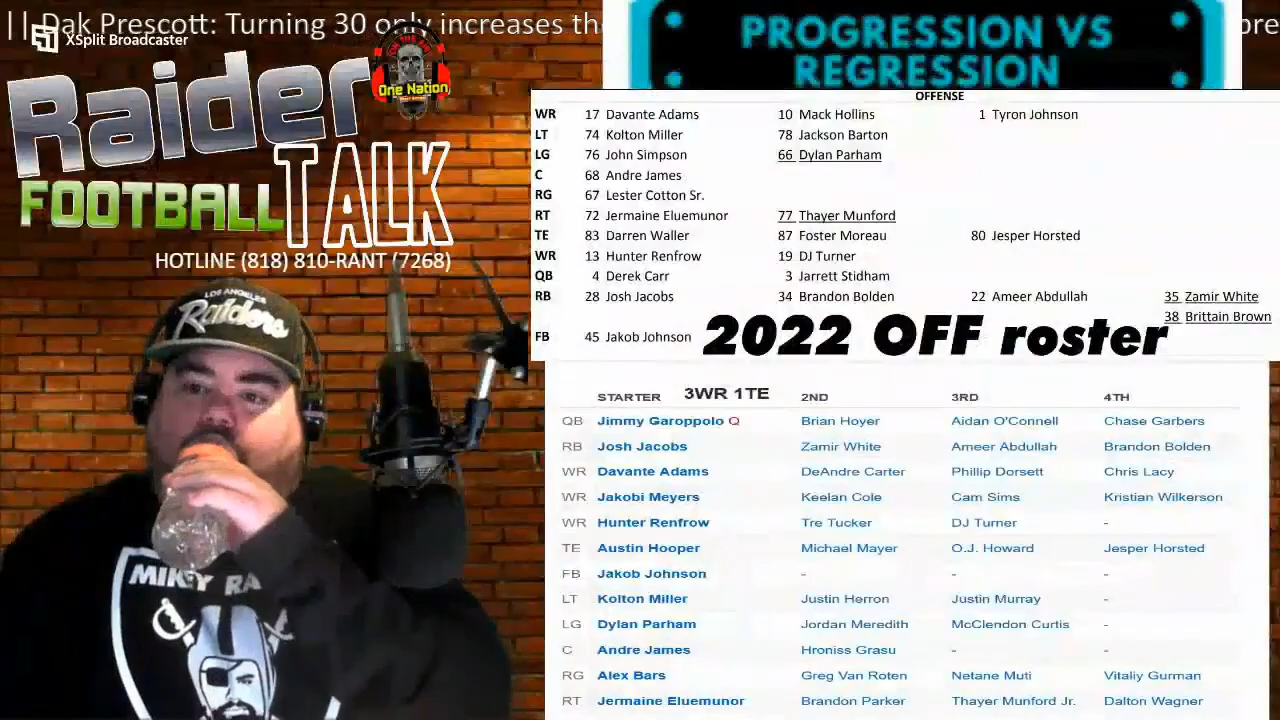 || Dak Prescott: Turning 30 only increases the
pre
XSplit Broadcaster
Raider
FOOTBALL
TALK
One Nation
HOTLINE (818) 810-RANT (7268)
LOS ANGELES
Raiders
PROGRESSION VS
REGRESSION
OFFENSE
WR 17 Davante Adams 10 Mack Hollins 1 Tyron Johnson
LT 74 Kolton Miller 78 Jackson Barton
LG 76 John Simpson 66 Dylan Parham
C 68 Andre James
RG 67 Lester Cotton Sr.
RT 72 Jermaine Eluemunor 77 Thayer Munford
TE 83 Darren Waller 87 Foster Moreau 80 Jesper Horsted
WR 13 Hunter Renfrow 19 DJ Turner
QB 4 Derek Carr 3 Jarrett Stidham
RB 28 Josh Jacobs 34 Brandon Bolden 22 Ameer Abdullah 35 Zamir White
38 Brittain Brown
FB 45 Jakob Johnson
2022 OFF roster
STARTER 3WR 1TE 2ND 3RD 4TH
QB Jimmy Garoppolo Q Brian Hoyer Aidan O'Connell Chase Garbers
RB Josh Jacobs Zamir White Ameer Abdullah Brandon Bolden
WR Davante Adams DeAndre Carter Phillip Dorsett Chris Lacy
WR Jakobi Meyers Keelan Cole Cam Sims Kristian Wilkerson
WR Hunter Renfrow Tre Tucker DJ Turner -
TE Austin Hooper Michael Mayer O.J. Howard Jesper Horsted
FB Jakob Johnson - - -
LT Kolton Miller Justin Herron Justin Murray -
LG Dylan Parham Jordan Meredith McClendon Curtis -
C Andre James Hroniss Grasu - -
RG Alex Bars Greg Van Roten Netane Muti Vitaliy Gurman
RT Jermaine Eluemunor Brandon Parker Thayer Munford Jr. Dalton Wagner